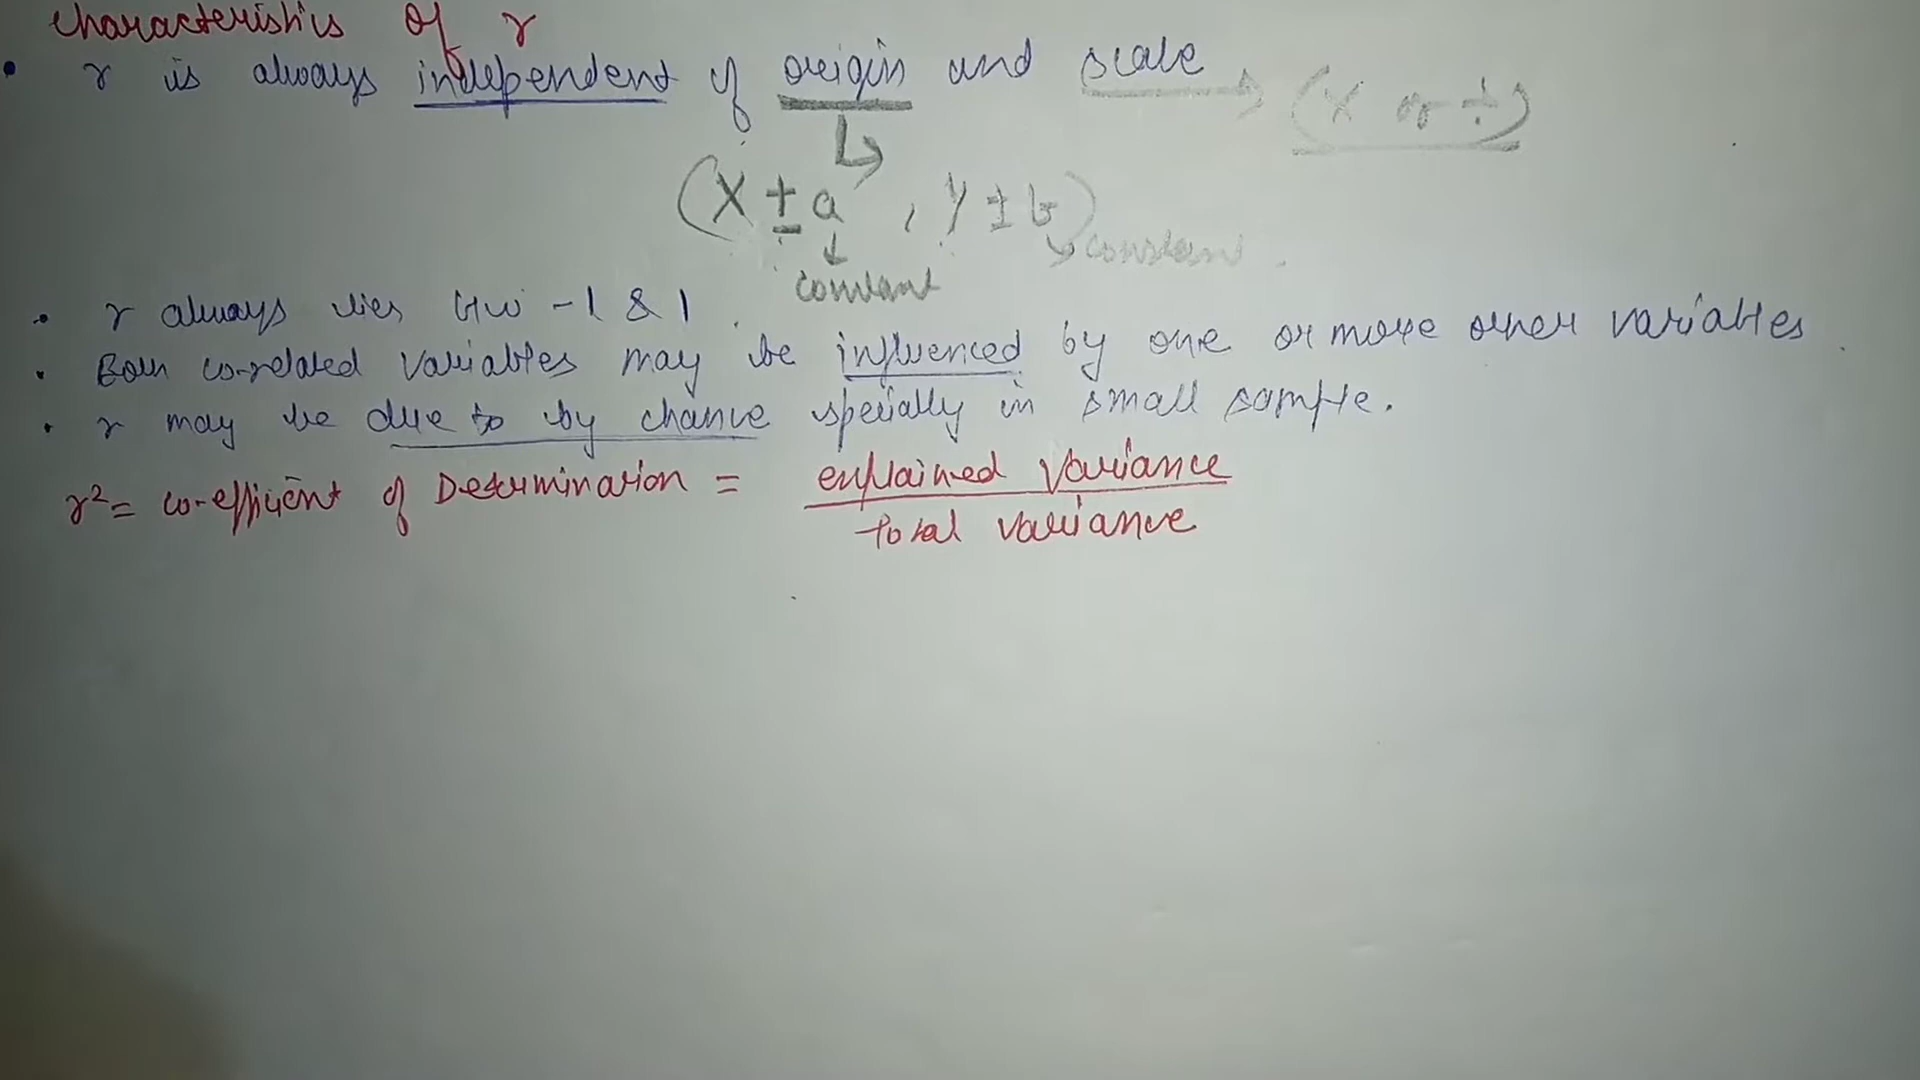 characteristics of r
• r is always independent of origin and scale → (x or ÷)
(X ± a , y ± b)
constant constant
• r always lies btw -1 & 1.
• Both co-related variables may be influenced by one or more other variables.
• r may be due to by chance specially in small sample.
r² = co-efficient of Determination = explained variance
total variance